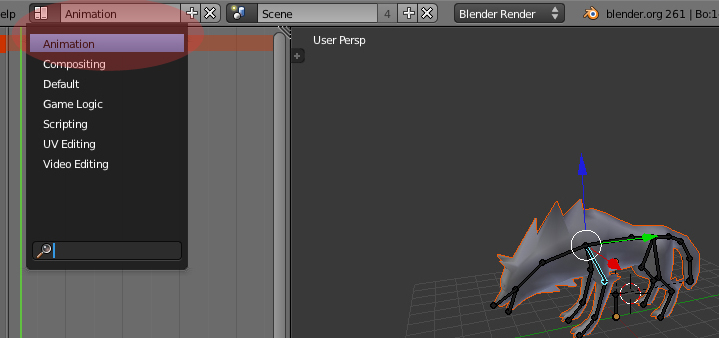 elp Animation Scene 4 Blender Render blender.org 261 | Bo:1
Animation
User Persp
Compositing
Default
Game Logic
Scripting
UV Editing
Video Editing